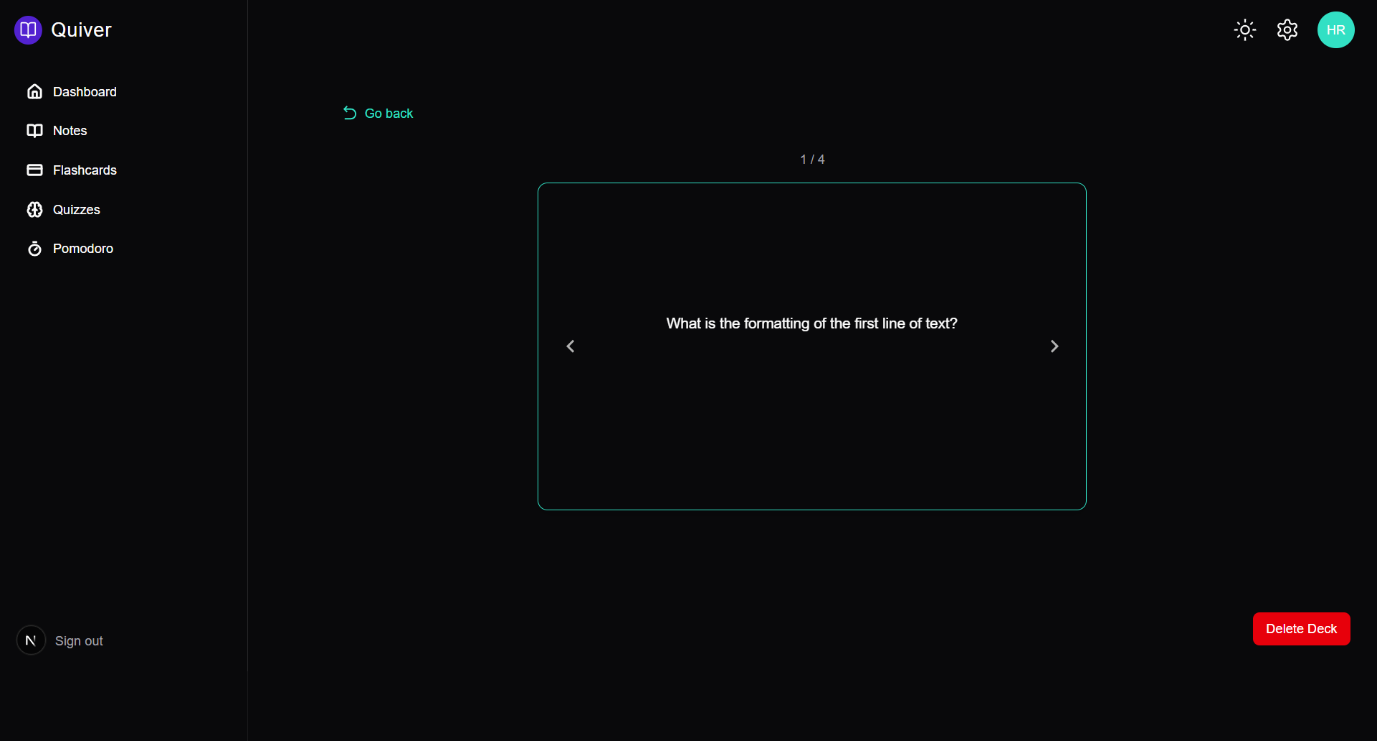 Quiver
HR
Dashboard
Notes
Flashcards
Quizzes
Pomodoro
Go back
1 / 4
What is the formatting of the first line of text?
Delete Deck
N
Sign out